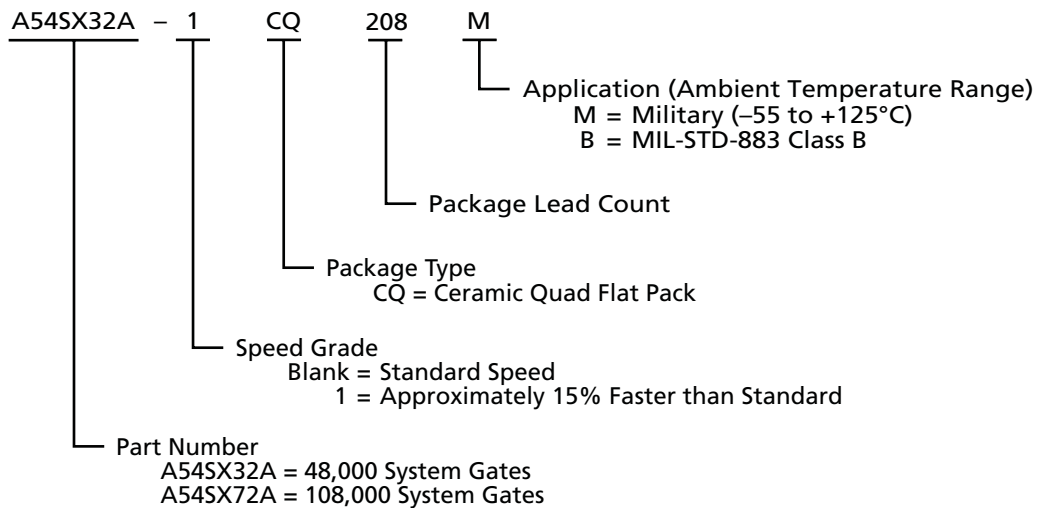 A54SX32A – 1 CQ 208 M
Application (Ambient Temperature Range)
M = Military (–55 to +125°C)
B = MIL-STD-883 Class B
Package Lead Count
Package Type
CQ = Ceramic Quad Flat Pack
Speed Grade
Blank = Standard Speed
1 = Approximately 15% Faster than Standard
Part Number
A54SX32A = 48,000 System Gates
A54SX72A = 108,000 System Gates